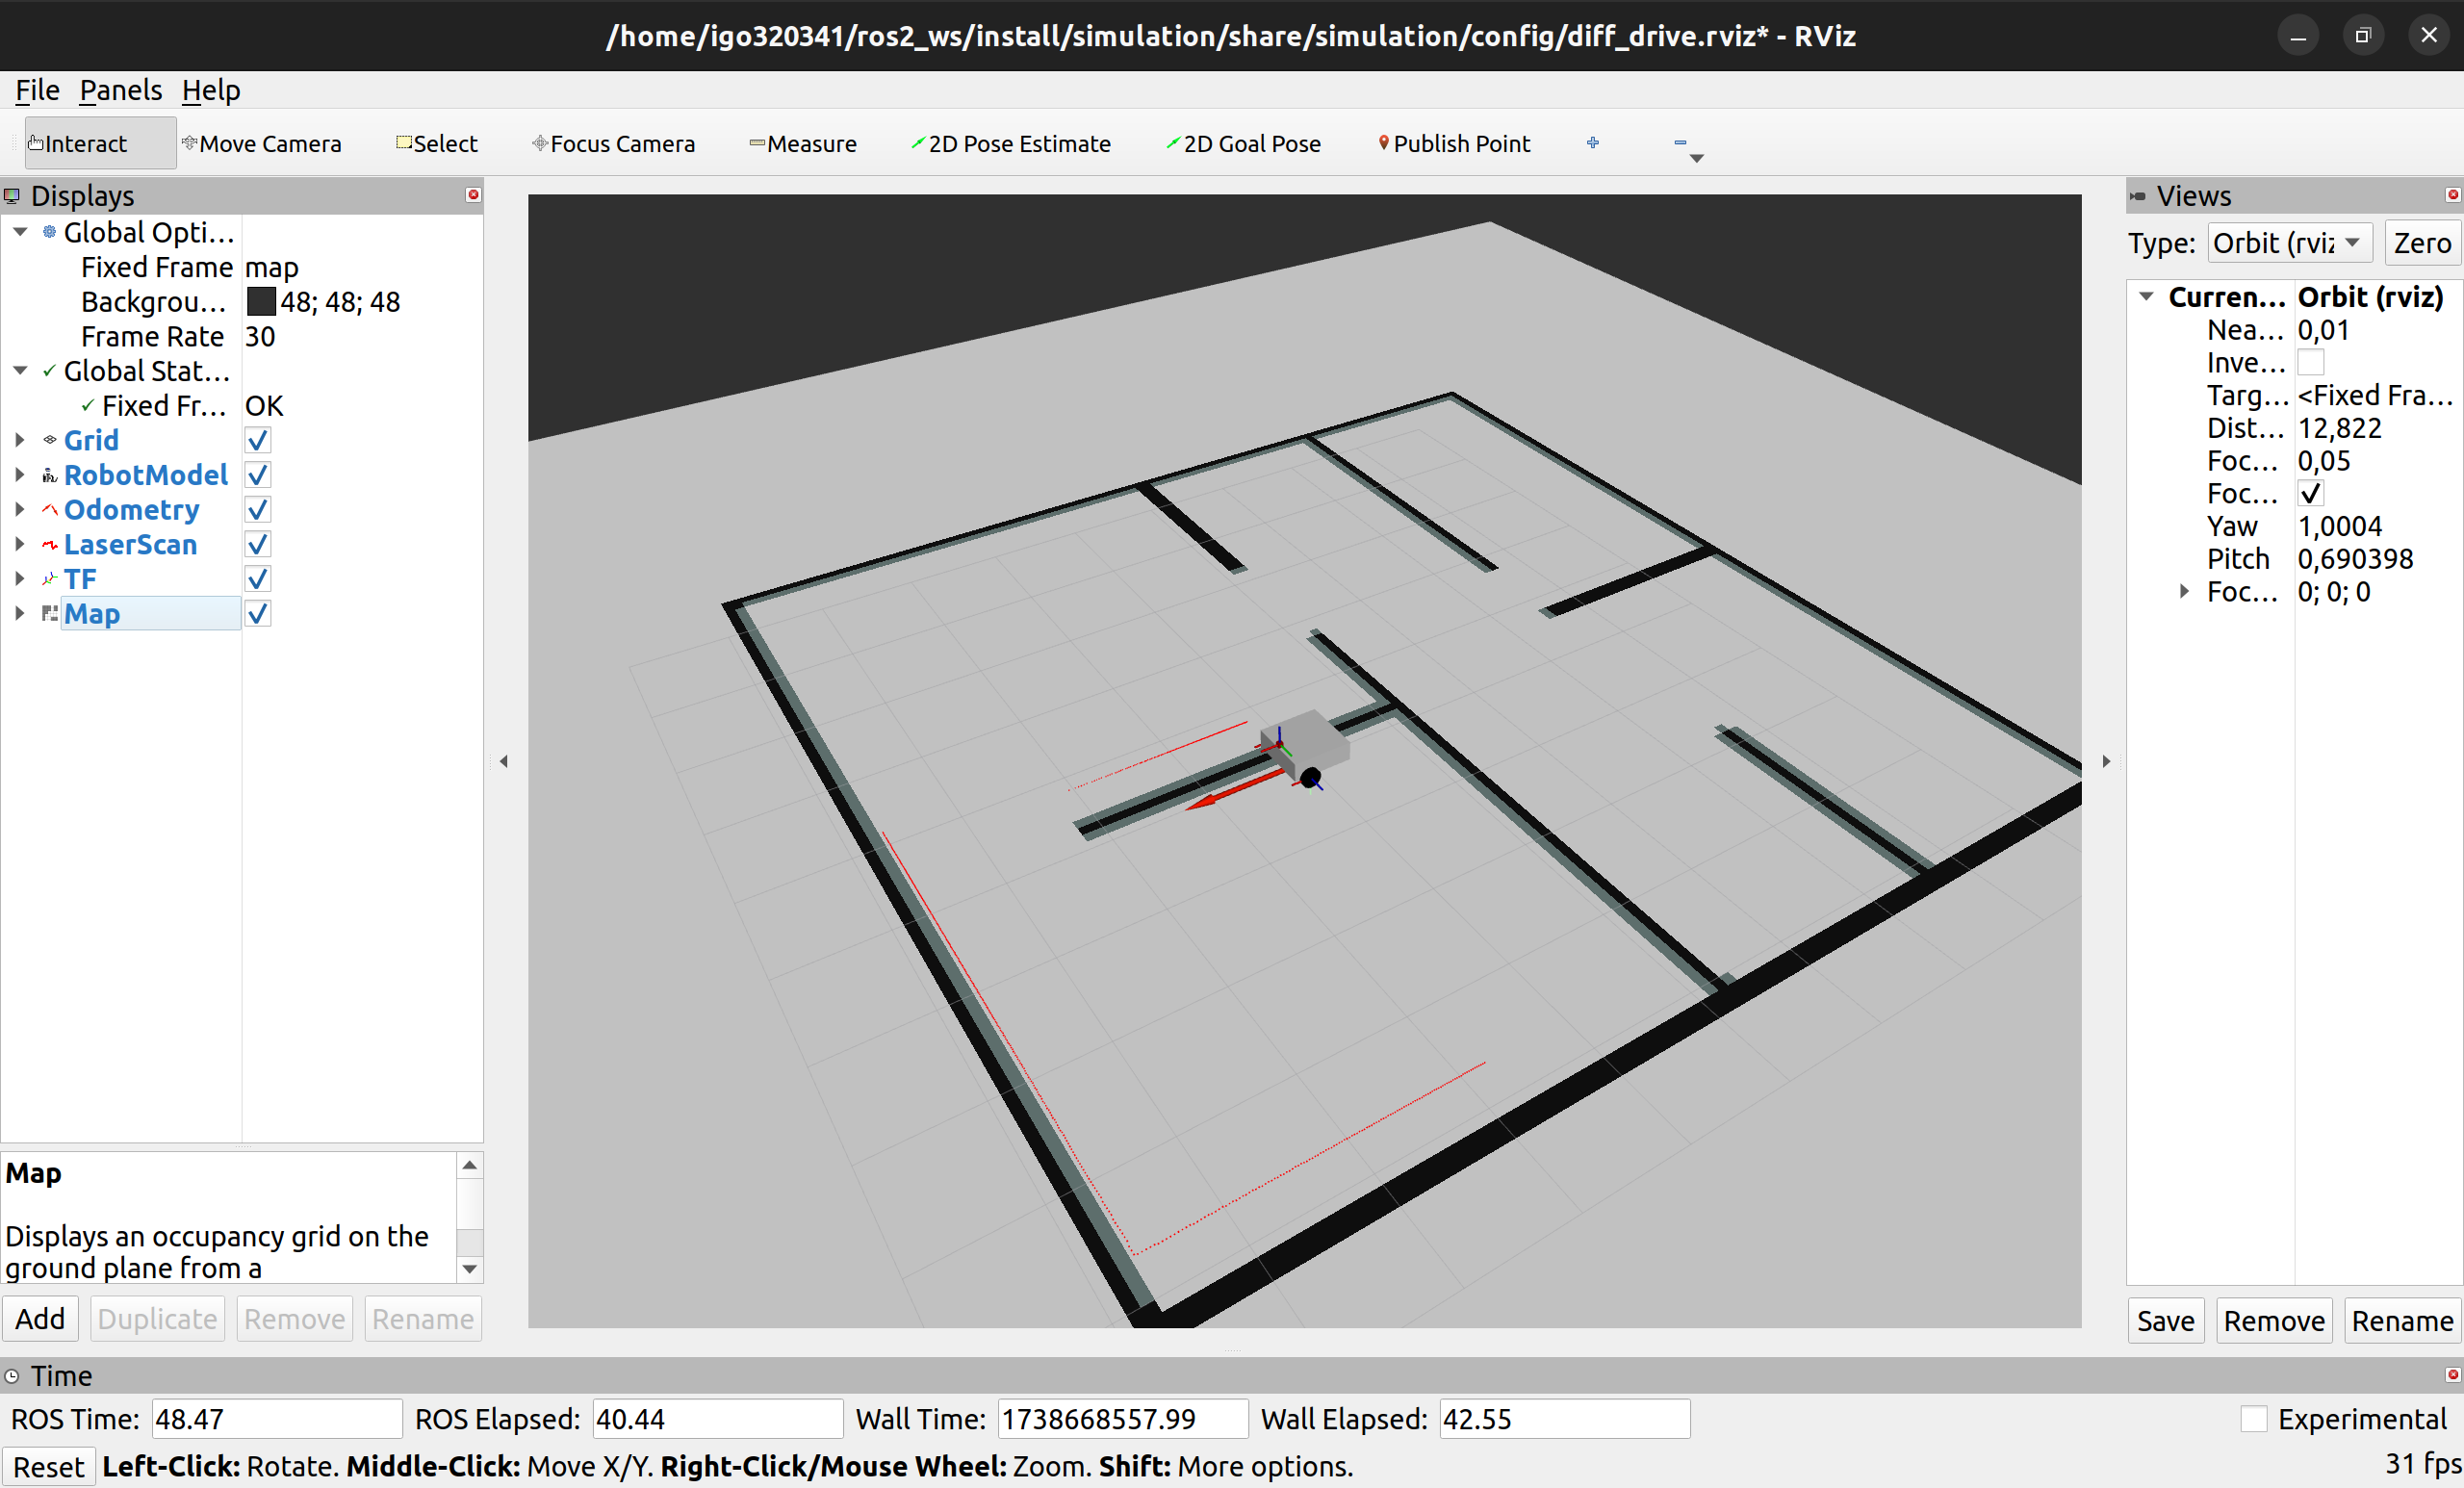 /home/igo320341/ros2_ws/install/simulation/share/simulation/config/diff_drive.rviz* - RViz
File Panels Help
Interact Move Camera Select Focus Camera Measure 2D Pose Estimate 2D Goal Pose Publish Point
Displays
Global Opti...
Fixed Frame map
Backgrou... 48; 48; 48
Frame Rate 30
Global Stat...
Fixed Fr... OK
Grid
RobotModel
Odometry
LaserScan
TF
Map
Map
Displays an occupancy grid on the
ground plane from a
Add Duplicate Remove Rename
Views
Type: Orbit (rviz Zero
Curren... Orbit (rviz)
Nea... 0,01
Inve...
Targ... <Fixed Fra...
Dist... 12,822
Foc... 0,05
Foc...
Yaw 1,0004
Pitch 0,690398
Foc... 0; 0; 0
Save Remove Rename
Time
ROS Time: 48.47 ROS Elapsed: 40.44 Wall Time: 1738668557.99 Wall Elapsed: 42.55 Experimental
Reset Left-Click: Rotate. Middle-Click: Move X/Y. Right-Click/Mouse Wheel: Zoom. Shift: More options. 31 fps